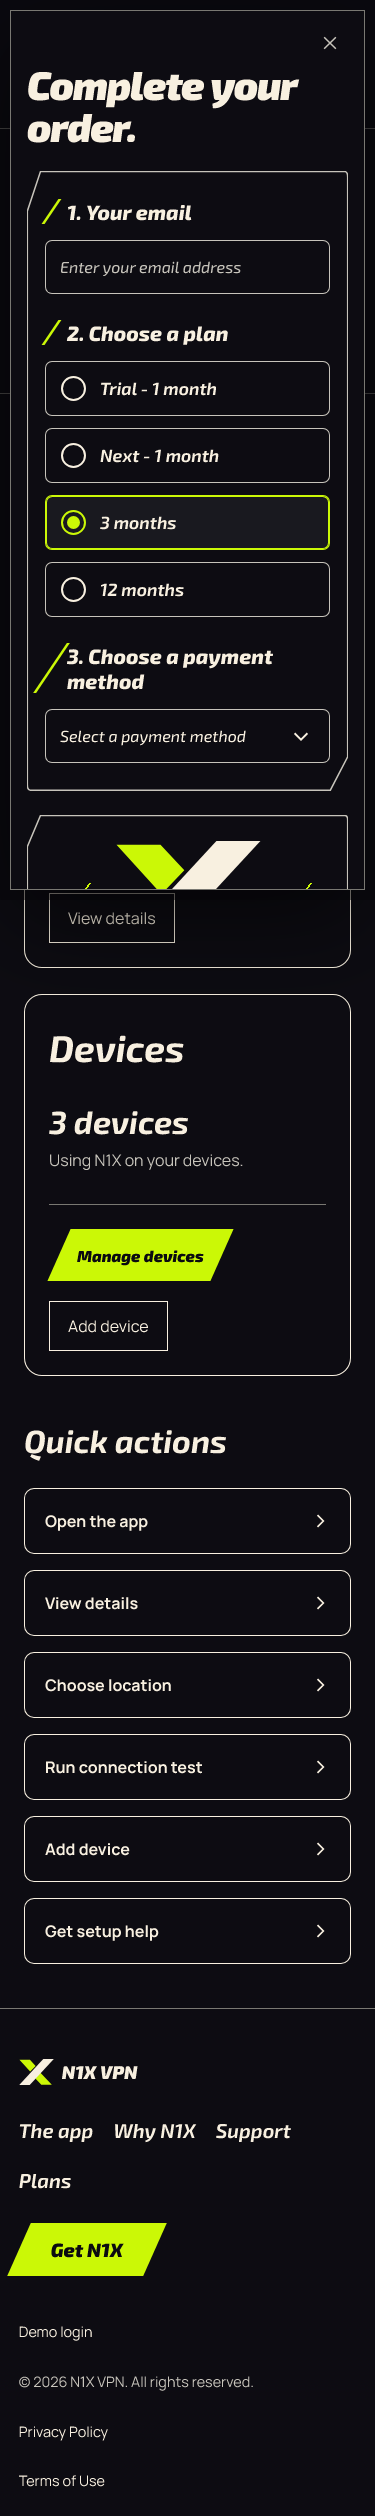 Complete your
order.
1. Your email
Enter your email address
2. Choose a plan
Trial - 1 month
Next - 1 month
3 months
12 months
3. Choose a payment
method
Select a payment method
View details
Devices
3 devices
Using N1X on your devices.
Manage devices
Add device
Quick actions
Open the app
View details
Choose location
Run connection test
Add device
Get setup help
N1X VPN
The app Why N1X Support
Plans
Get N1X
Demo login
© 2026 N1X VPN. All rights reserved.
Privacy Policy
Terms of Use